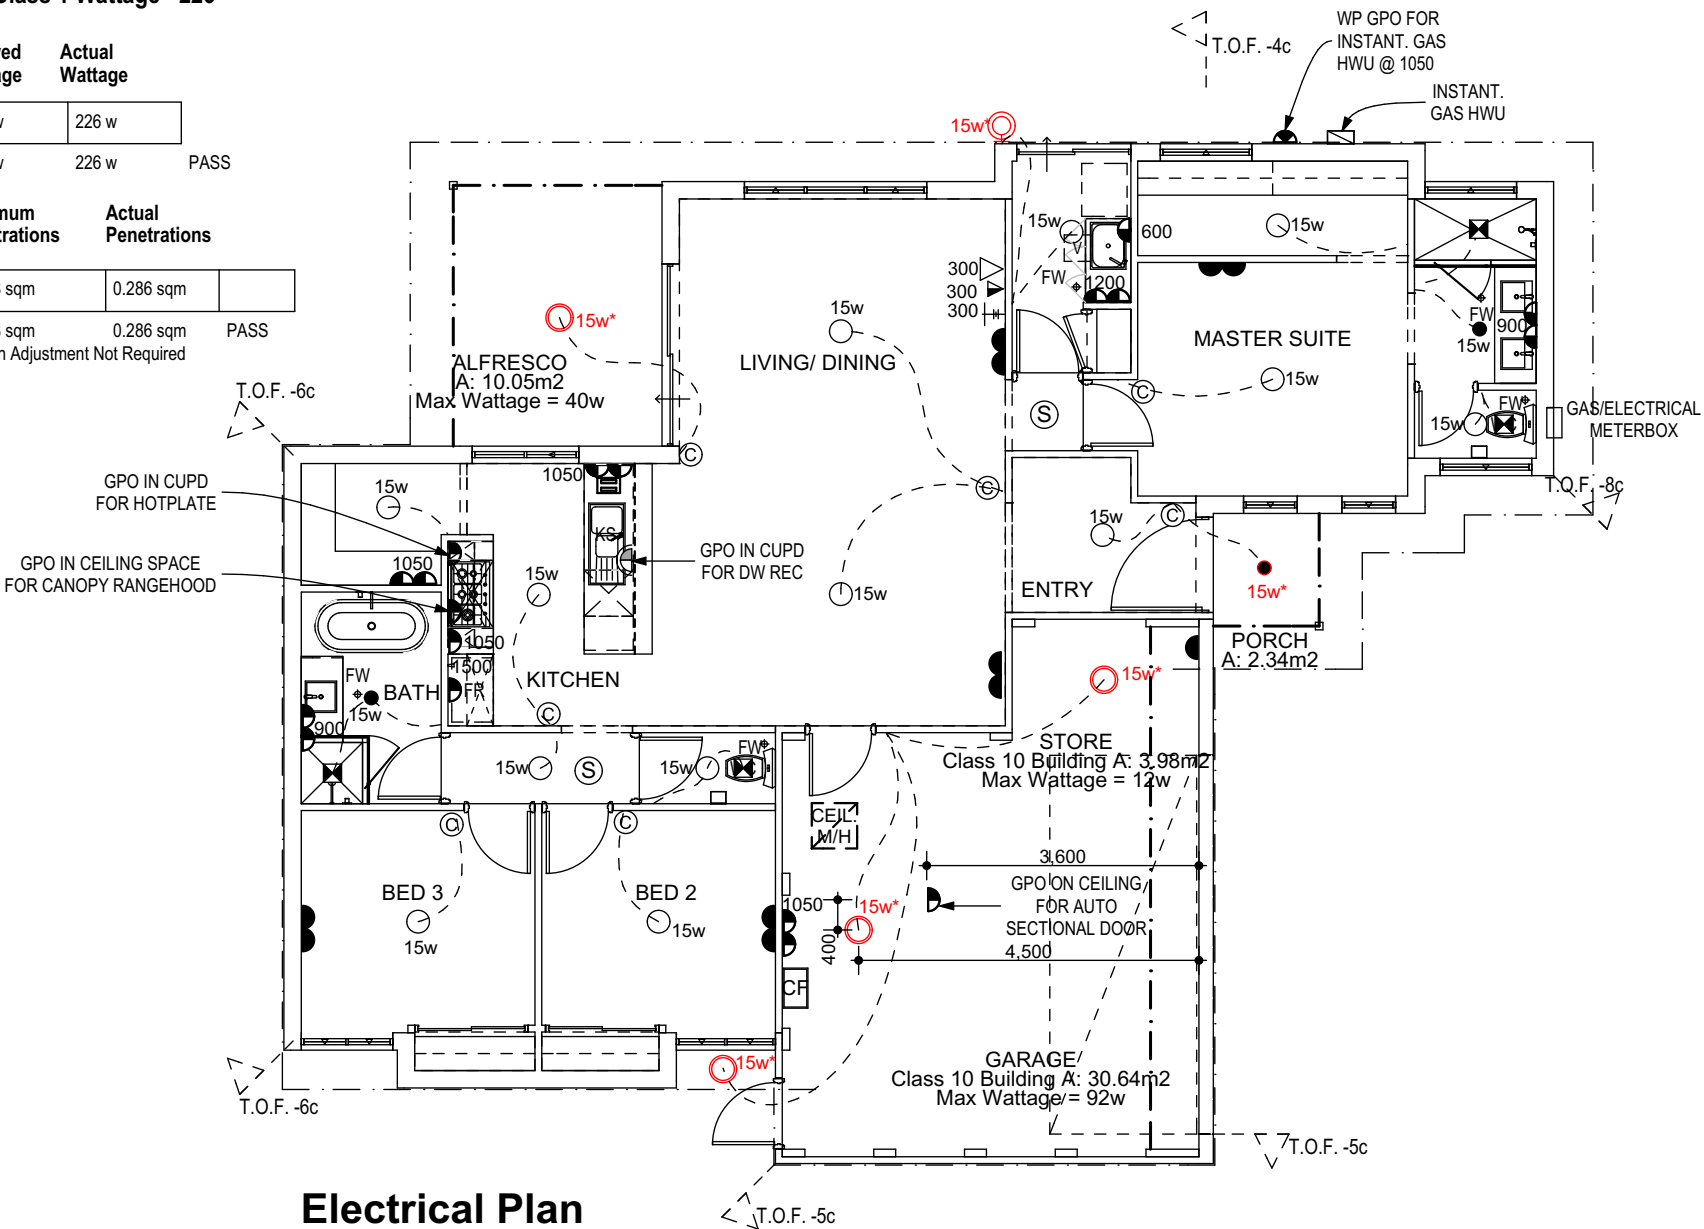 Actual
Wattage
226 w
226 w
PASS
Actual
Penetrations
sqm
0.286 sqm
sqm
0.286 sqm
PASS
Adjustment Not Required
T.O.F. -4c
WP GPO FOR
INSTANT. GAS
HWU @ 1050
INSTANT.
GAS HWU
15w*
15w
600
15w
300
300
300
FW
1200
15w*
15w
ALFRESCO
A: 10.05m2
Max Wattage = 40w
LIVING/ DINING
MASTER SUITE
15w
FW
900
15w
T.O.F. -6c
C
S
FW
15w
GAS/ELECTRICAL
METERBOX
C
GPO IN CUPD
FOR HOTPLATE
1050
15w
C
T.O.F. -8c
15w
C
KS
GPO IN CUPD
FOR DW REC
GPO IN CEILING SPACE
FOR CANOPY RANGEHOOD
1050
15w
15w
ENTRY
15w*
PORCH
A: 2.34m2
1050
1500
FR
KITCHEN
FW
BATH
15w
900
C
15w*
15w
S
15w
FW
STORE
Class 10 Building A: 3.98m2
Max Wattage = 12w
CEIL.
M/H
C
C
3,600
BED 3
15w
BED 2
15w
1050
15w*
400
GPO ON CEILING
FOR AUTO
SECTIONAL DOOR
4,500
CF
GARAGE
Class 10 Building A: 30.64m2
Max Wattage = 92w
15w*
T.O.F. -6c
T.O.F. -5c
Electrical Plan
T.O.F. -5c